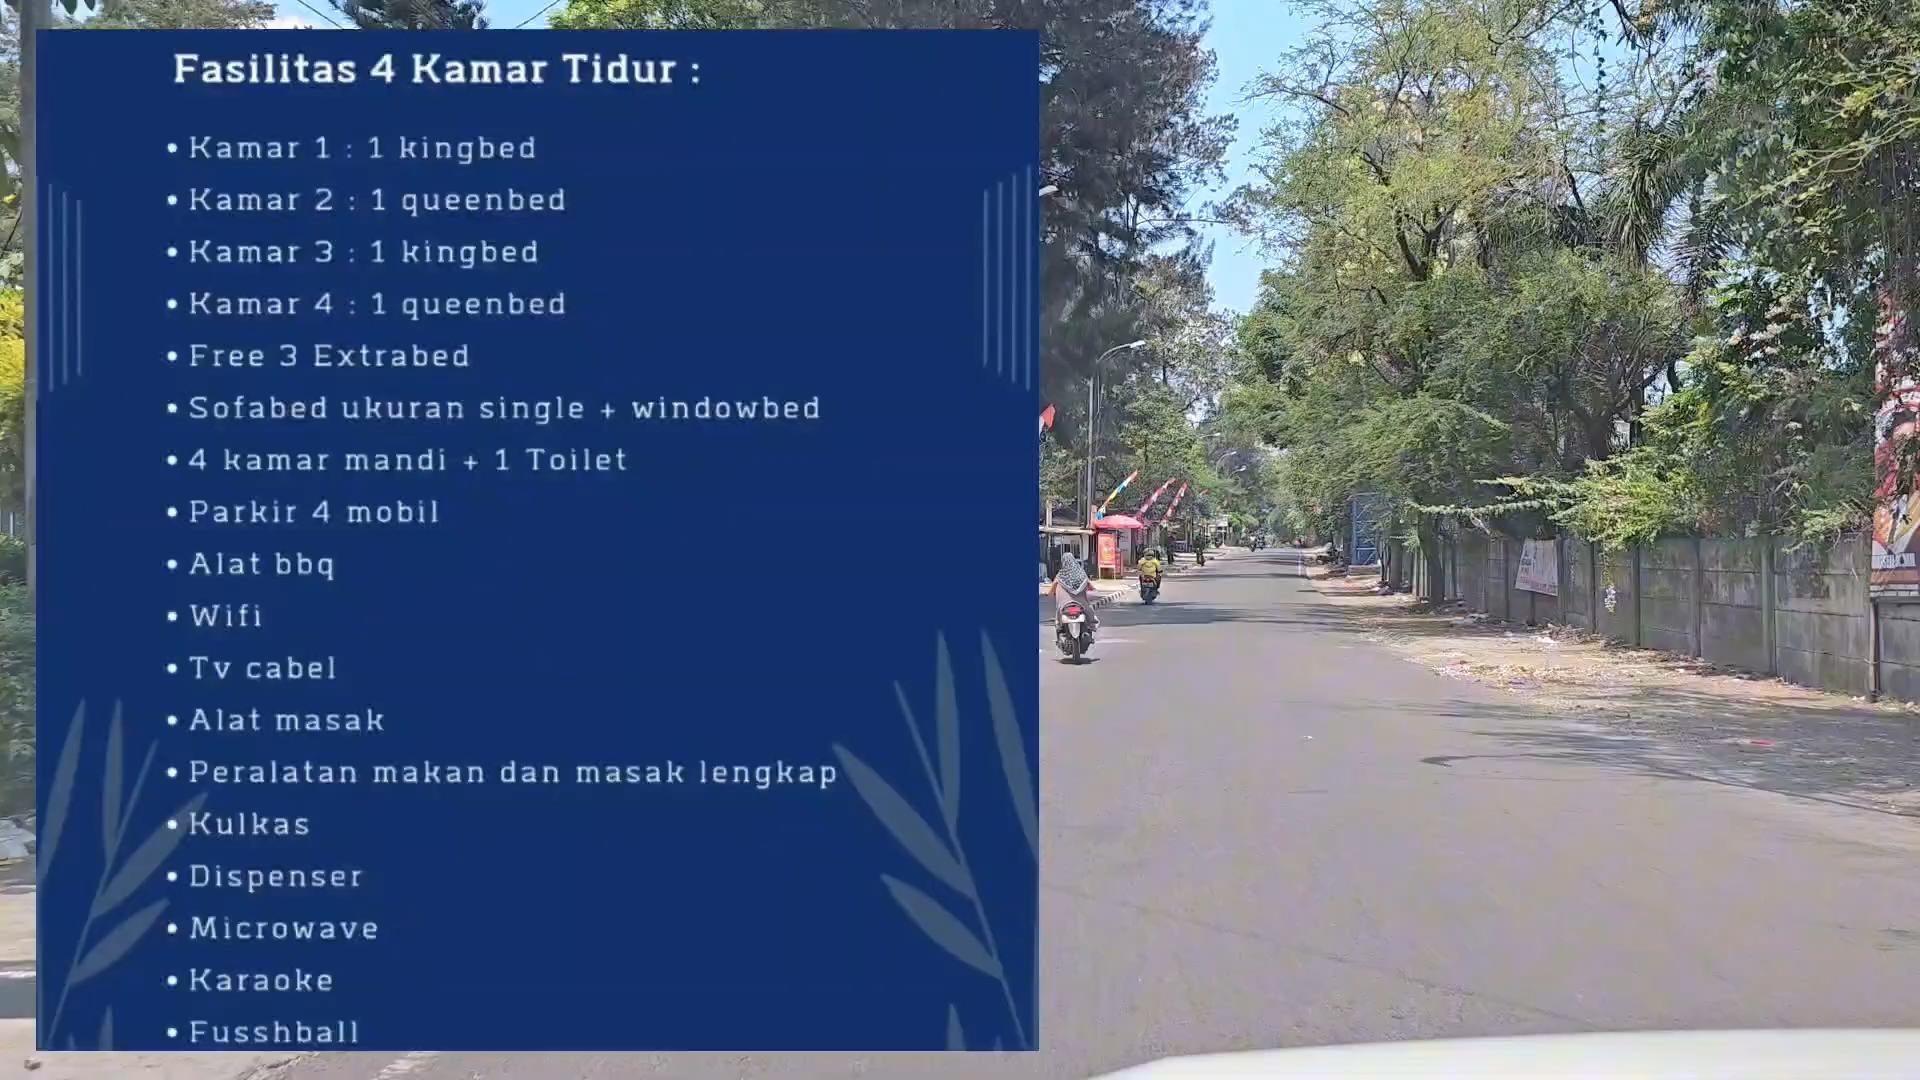 Fasilitas 4 Kamar Tidur :
• Kamar 1 : 1 kingbed
• Kamar 2 : 1 queenbed
• Kamar 3 : 1 kingbed
• Kamar 4 : 1 queenbed
• Free 3 Extrabed
• Sofabed ukuran single + windowbed
• 4 kamar mandi + 1 Toilet
• Parkir 4 mobil
• Alat bbq
• Wifi
• Tv cabel
• Alat masak
• Peralatan makan dan masak lengkap
• Kulkas
• Dispenser
• Microwave
• Karaoke
• Fusshball